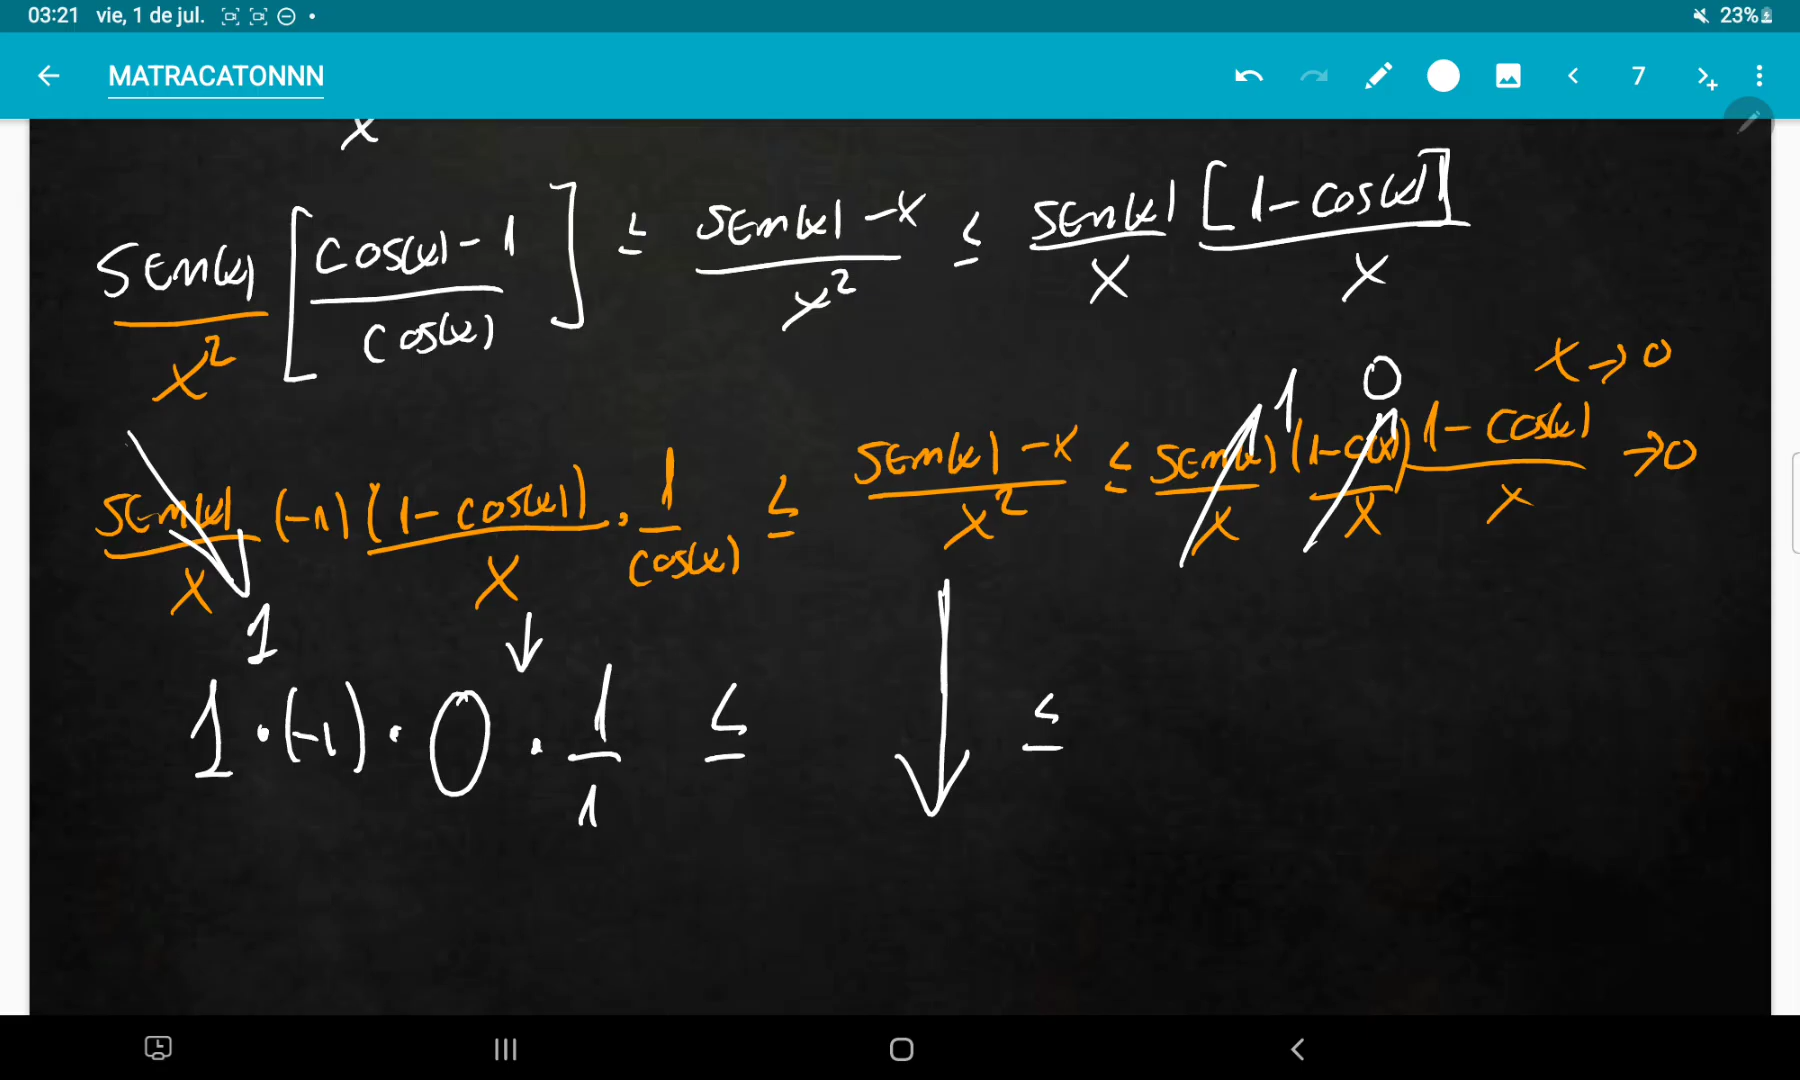 03:21 vie, 1 de jul. 23%
MATRACATONNN 7
x
sen(x)/x² [cos(x)-1 / cos(x)] ≤ sen(x)-x / x² ≤ sen(x)/x [1-cos(x)]/x
x→0
1 0
sen(x)/x (-1) (1-cos(x))/x · 1/cos(x) ≤ sen(x)-x / x² ≤ sen(x)/x (1-c(x))/x 1-cos(x)/x →0
1
1·(-1)·0·1/1 ≤ ≤